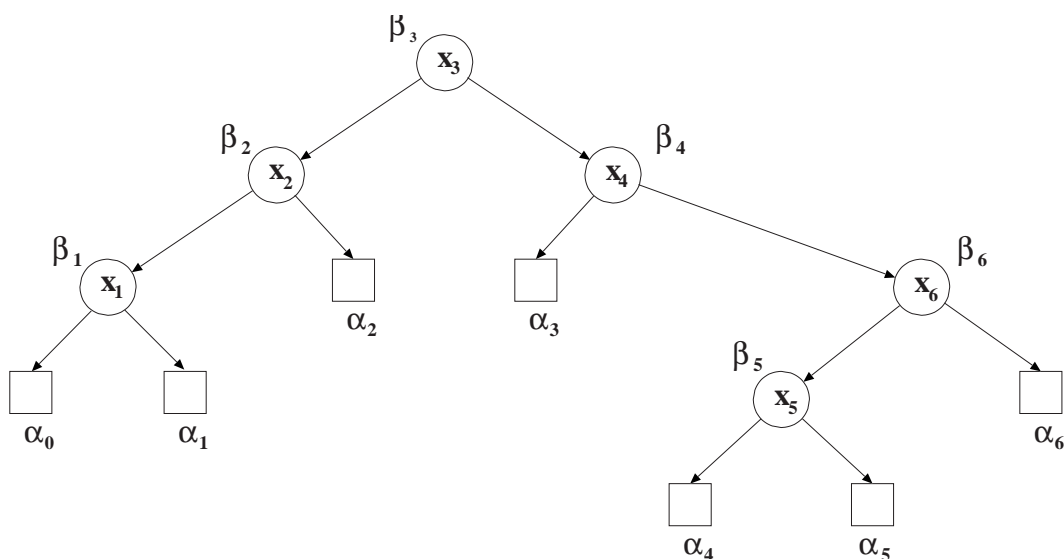 β₃
x₃
β₂ β₄
x₂ x₄
β₁ β₆
x₁ x₆
α₂ α₃
β₅
x₅
α₀ α₁ α₆
α₄ α₅